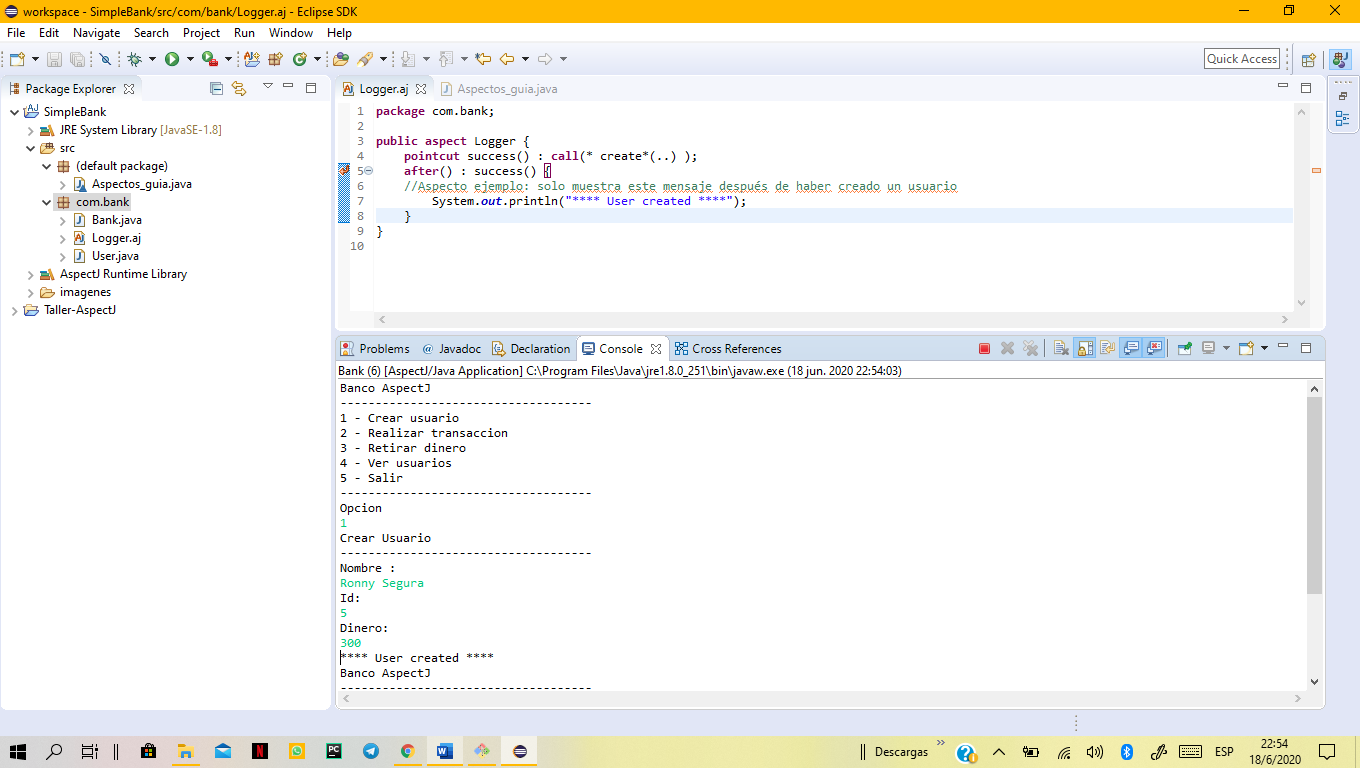 workspace - SimpleBank/src/com/bank/Logger.aj - Eclipse SDK
File Edit Navigate Search Project Run Window Help
Quick Access
Package Explorer
SimpleBank
JRE System Library [JavaSE-1.8]
src
(default package)
Aspectos_guia.java
com.bank
Bank.java
Logger.aj
User.java
AspectJ Runtime Library
imagenes
Taller-AspectJ
Logger.aj Aspectos_guia.java
1 package com.bank;
2
3 public aspect Logger {
4 pointcut success() : call(* create*(..) );
5 after() : success() {
6 //Aspecto ejemplo: solo muestra este mensaje después de haber creado un usuario
7 System.out.println("**** User created ****");
8 }
9 }
10
Problems @ Javadoc Declaration Console Cross References
Bank (6) [AspectJ/Java Application] C:\Program Files\Java\jre1.8.0_251\bin\javaw.exe (18 jun. 2020 22:54:03)
Banco AspectJ
------------------------------------
1 - Crear usuario
2 - Realizar transaccion
3 - Retirar dinero
4 - Ver usuarios
5 - Salir
------------------------------------
Opcion
1
Crear Usuario
------------------------------------
Nombre :
Ronny Segura
Id:
5
Dinero:
300
**** User created ****
Banco AspectJ
------------------------------------
Descargas
ESP
22:54
18/6/2020